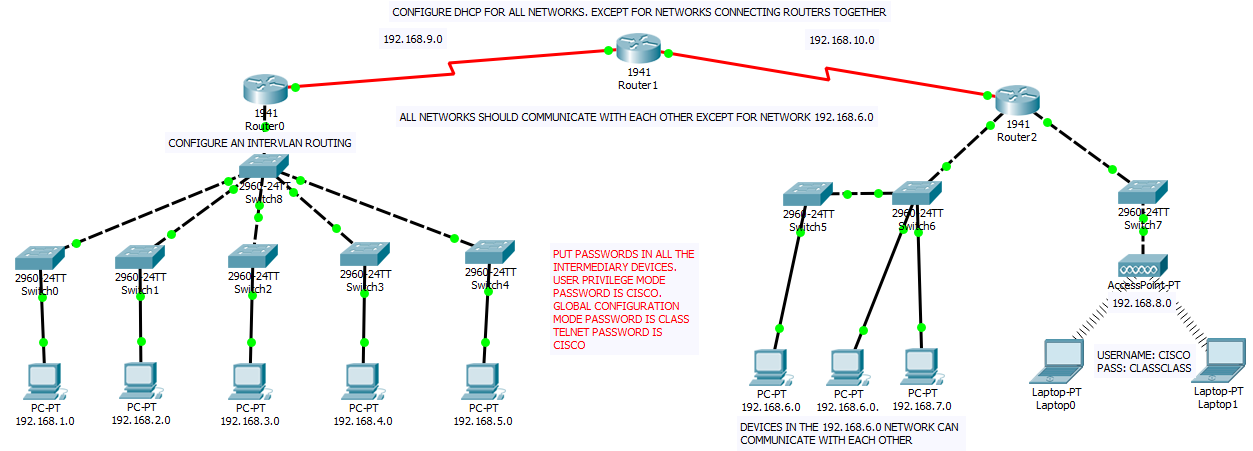 CONFIGURE DHCP FOR ALL NETWORKS. EXCEPT FOR NETWORKS CONNECTING ROUTERS TOGETHER
192.168.9.0
192.168.10.0
1941
Router1
1941
Router0
1941
Router2
ALL NETWORKS SHOULD COMMUNICATE WITH EACH OTHER EXCEPT FOR NETWORK 192.168.6.0
CONFIGURE AN INTERVLAN ROUTING
2960-24TT
Switch8
2960-24TT
Switch5
2960-24TT
Switch6
2960-24TT
Switch7
2960-24TT
Switch0
2960-24TT
Switch1
2960-24TT
Switch2
2960-24TT
Switch3
2960-24TT
Switch4
PUT PASSWORDS IN ALL THE
INTERMEDIARY DEVICES.
USER PRIVILEGE MODE
PASSWORD IS CISCO.
GLOBAL CONFIGURATION
MODE PASSWORD IS CLASS
TELNET PASSWORD IS
CISCO
AccessPoint-PT
192.168.8.0
USERNAME: CISCO
PASS: CLASSCLASS
PC-PT
192.168.1.0
PC-PT
192.168.2.0
PC-PT
192.168.3.0
PC-PT
192.168.4.0
PC-PT
192.168.5.0
PC-PT
192.168.6.0
PC-PT
192.168.6.0.
PC-PT
192.168.7.0
Laptop-PT
Laptop0
Laptop-PT
Laptop1
DEVICES IN THE 192.168.6.0 NETWORK CAN
COMMUNICATE WITH EACH OTHER